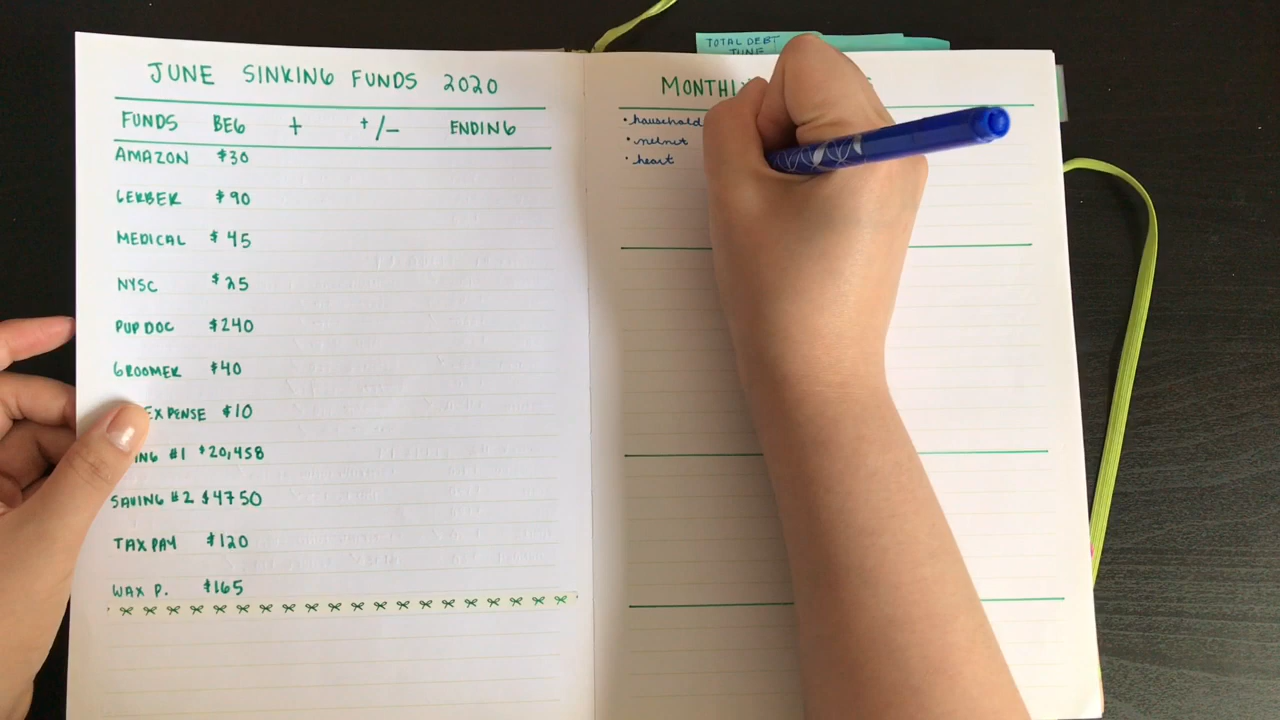 TOTAL DEBT
JUNE
JUNE SINKING FUNDS 2020
FUNDS BEG + +/- ENDING
AMAZON $30
GERBER $90
MEDICAL $45
NYSC $25
PUP DOC $240
GROOMER $40
EXPENSE $10
#1 $20,458
SAVING #2 $4750
TAX PAY $120
WAX P. $165
MONTHLY
• household
• nelnet
• heart